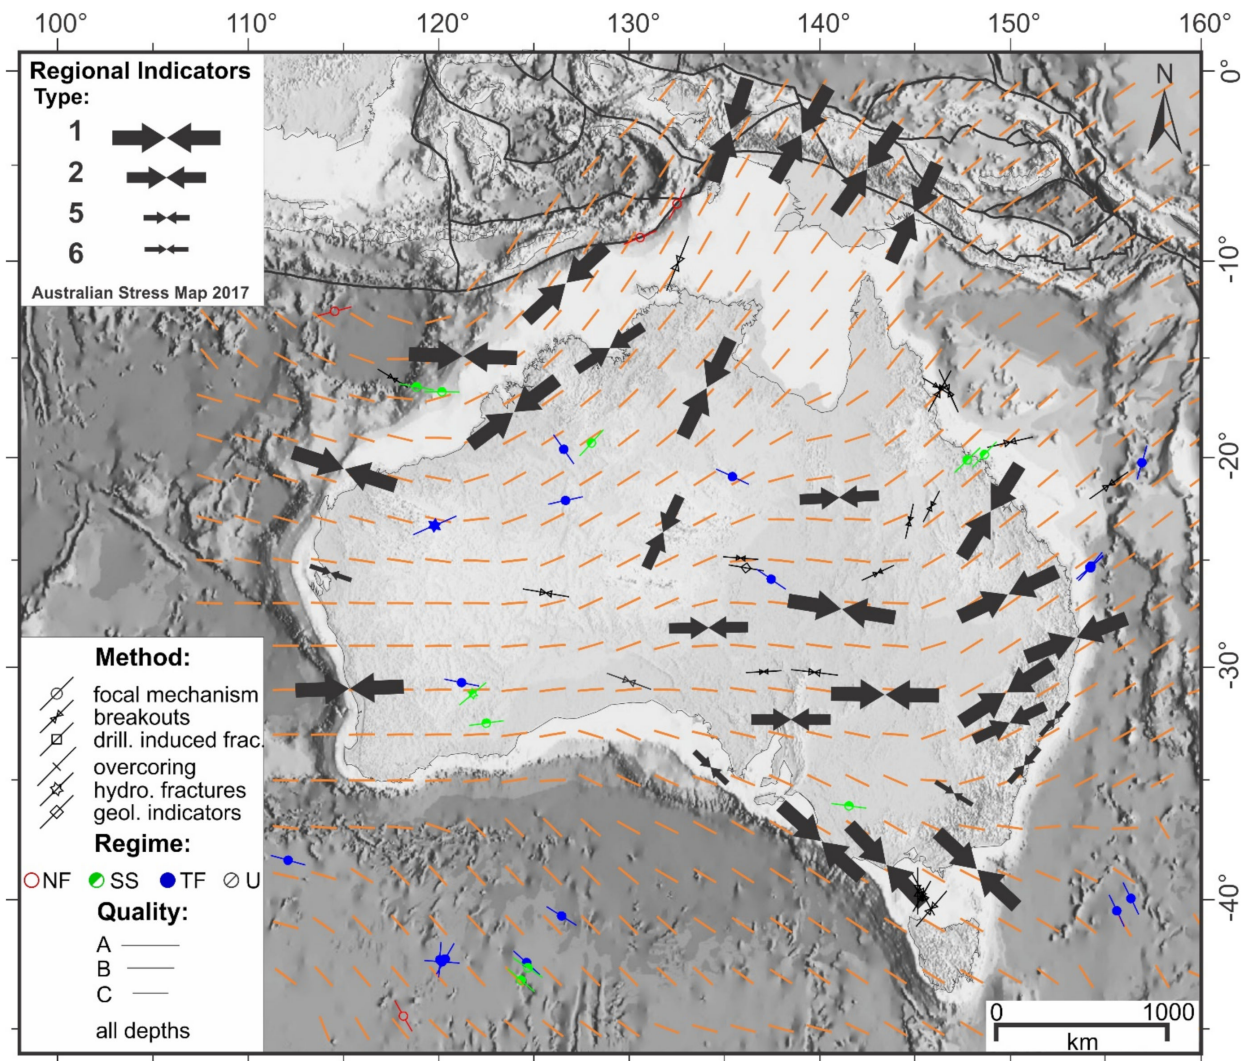 100° 120° 130° 140° 150° 160°
Regional Indicators
Type:
1
2
5
6
Australian Stress Map 2017
N
0°
-10°
-20°
-30°
-40°
Method:
focal mechanism
breakouts
drill. induced frac.
overcoring
hydro. fractures
geol. indicators
Regime:
NF SS TF U
Quality:
A
B
C
all depths
0 1000
km